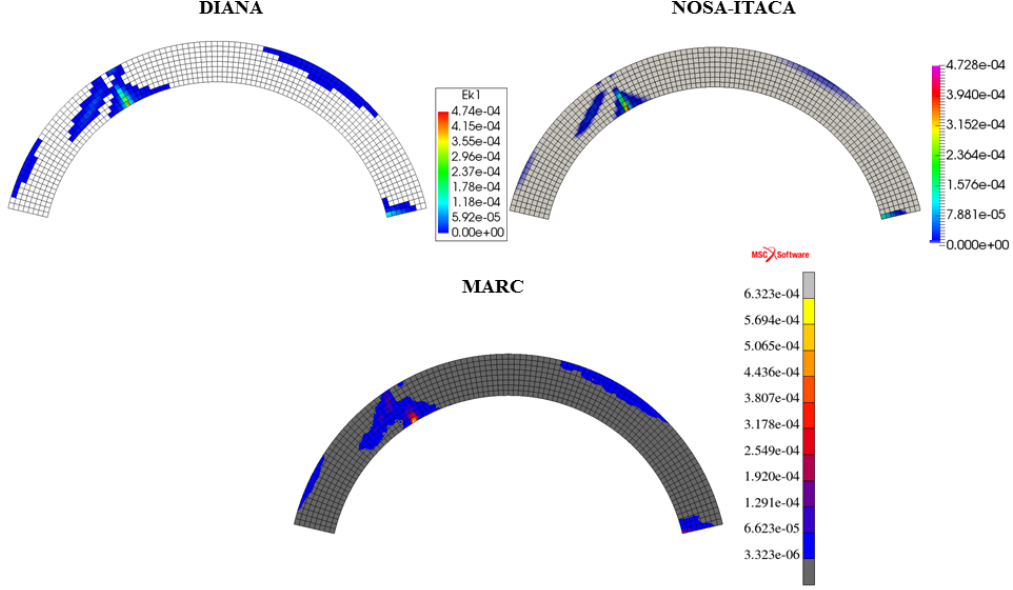 DIANA
NOSA-ITACA
Ek1
4.74e-04
4.15e-04
3.55e-04
2.96e-04
2.37e-04
1.78e-04
1.18e-04
5.92e-05
0.00e+00
4.728e-04
3.940e-04
3.152e-04
2.364e-04
1.576e-04
7.881e-05
0.000e+00
MSC Software
MARC
6.323e-04
5.694e-04
5.065e-04
4.436e-04
3.807e-04
3.178e-04
2.549e-04
1.920e-04
1.291e-04
6.623e-05
3.323e-06